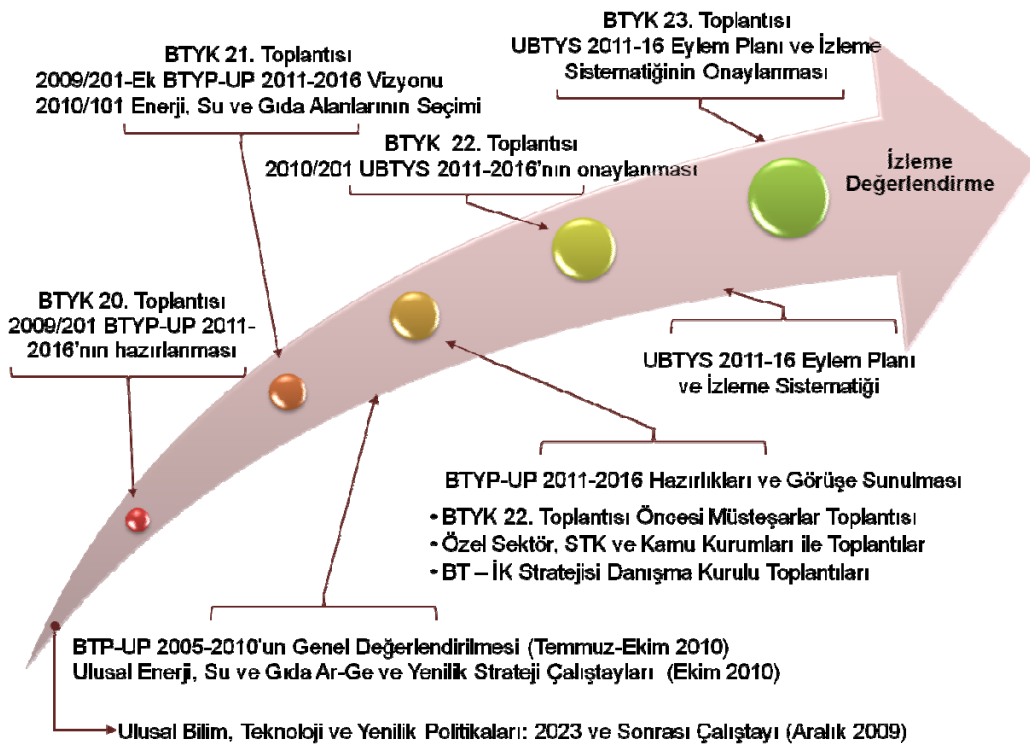 BTYK 23. Toplantısı
UBTYS 2011-16 Eylem Planı ve İzleme
Sistematiğinin Onaylanması
BTYK 21. Toplantısı
2009/201-Ek BTYP-UP 2011-2016 Vizyonu
2010/101 Enerji, Su ve Gıda Alanlarının Seçimi
BTYK 22. Toplantısı
2010/201 UBTYS 2011-2016’nın onaylanması
İzleme
Değerlendirme
BTYK 20. Toplantısı
2009/201 BTYP-UP 2011-
2016’nın hazırlanması
UBTYS 2011-16 Eylem Planı
ve İzleme Sistematiği
BTYP-UP 2011-2016 Hazırlıkları ve Görüşe Sunulması
• BTYK 22. Toplantısı Öncesi Müsteşarlar Toplantısı
• Özel Sektör, STK ve Kamu Kurumları ile Toplantılar
• BT – İK Stratejisi Danışma Kurulu Toplantıları
BTP-UP 2005-2010’un Genel Değerlendirilmesi (Temmuz-Ekim 2010)
Ulusal Enerji, Su ve Gıda Ar-Ge ve Yenilik Strateji Çalıştayları (Ekim 2010)
Ulusal Bilim, Teknoloji ve Yenilik Politikaları: 2023 ve Sonrası Çalıştayı (Aralık 2009)